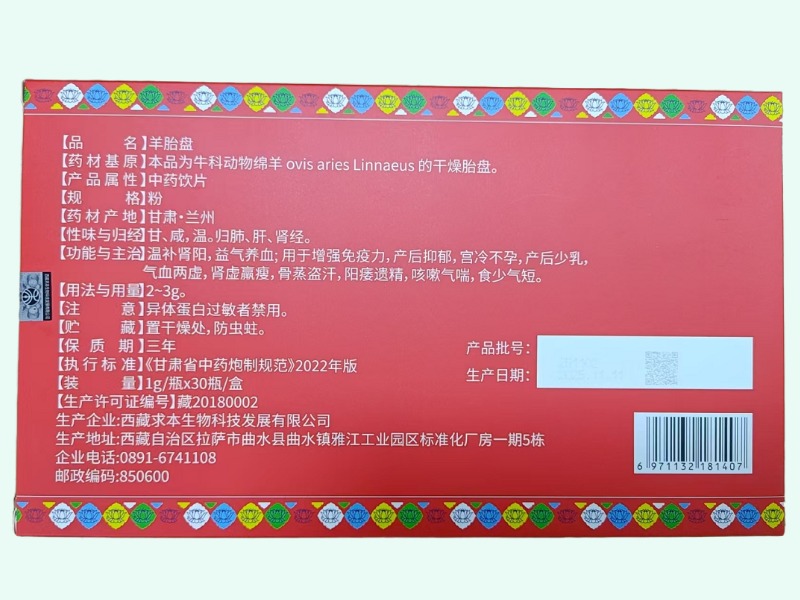 【品　　名】羊胎盘
【药材基原】本品为牛科动物绵羊 ovis aries Linnaeus 的干燥胎盘。
【产品属性】中药饮片
【规　　格】粉
【药材产地】甘肃·兰州
【性味与归经】甘、咸，温。归肺、肝、肾经。
【功能与主治】温补肾阳，益气养血；用于增强免疫力，产后抑郁，宫冷不孕，产后少乳，
气血两虚，肾虚羸瘦，骨蒸盗汗，阳痿遗精，咳嗽气喘，食少气短。
【用法与用量】2~3g。
【注　　意】异体蛋白过敏者禁用。
【贮　　藏】置干燥处，防虫蛀。
【保 质 期】三年
【执行标准】《甘肃省中药炮制规范》2022年版
【装　　量】1g/瓶x30瓶/盒
【生产许可证编号】藏20180002
生产企业:西藏求本生物科技发展有限公司
生产地址:西藏自治区拉萨市曲水县曲水镇雅江工业园区标准化厂房一期5栋
企业电话:0891-6741108
邮政编码:850600
产品批号：
生产日期：
6 971132 181407